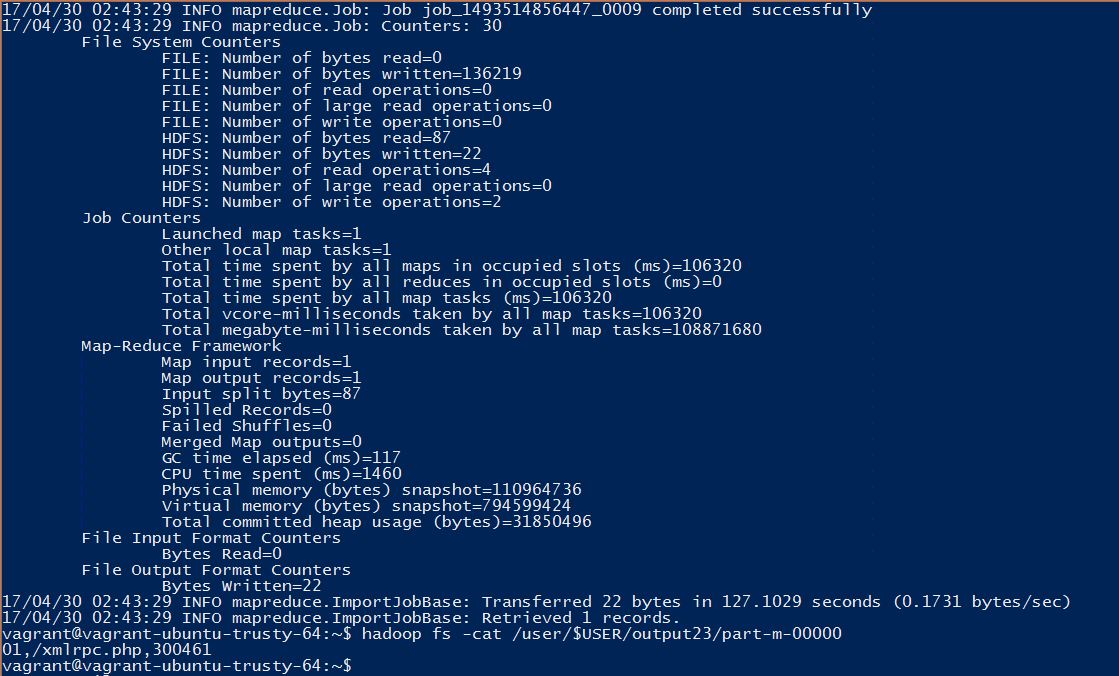 17/04/30 02:43:29 INFO mapreduce.Job: Job job_1493514856447_0009 completed successfully
17/04/30 02:43:29 INFO mapreduce.Job: Counters: 30
File System Counters
FILE: Number of bytes read=0
FILE: Number of bytes written=136219
FILE: Number of read operations=0
FILE: Number of large read operations=0
FILE: Number of write operations=0
HDFS: Number of bytes read=87
HDFS: Number of bytes written=22
HDFS: Number of read operations=4
HDFS: Number of large read operations=0
HDFS: Number of write operations=2
Job Counters
Launched map tasks=1
Other local map tasks=1
Total time spent by all maps in occupied slots (ms)=106320
Total time spent by all reduces in occupied slots (ms)=0
Total time spent by all map tasks (ms)=106320
Total vcore-milliseconds taken by all map tasks=106320
Total megabyte-milliseconds taken by all map tasks=108871680
Map-Reduce Framework
Map input records=1
Map output records=1
Input split bytes=87
Spilled Records=0
Failed Shuffles=0
Merged Map outputs=0
GC time elapsed (ms)=117
CPU time spent (ms)=1460
Physical memory (bytes) snapshot=110964736
Virtual memory (bytes) snapshot=794599424
Total committed heap usage (bytes)=31850496
File Input Format Counters
Bytes Read=0
File Output Format Counters
Bytes Written=22
17/04/30 02:43:29 INFO mapreduce.ImportJobBase: Transferred 22 bytes in 127.1029 seconds (0.1731 bytes/sec)
17/04/30 02:43:29 INFO mapreduce.ImportJobBase: Retrieved 1 records.
vagrant@vagrant-ubuntu-trusty-64:~$ hadoop fs -cat /user/$USER/output23/part-m-00000
01,/xmlrpc.php,300461
vagrant@vagrant-ubuntu-trusty-64:~$